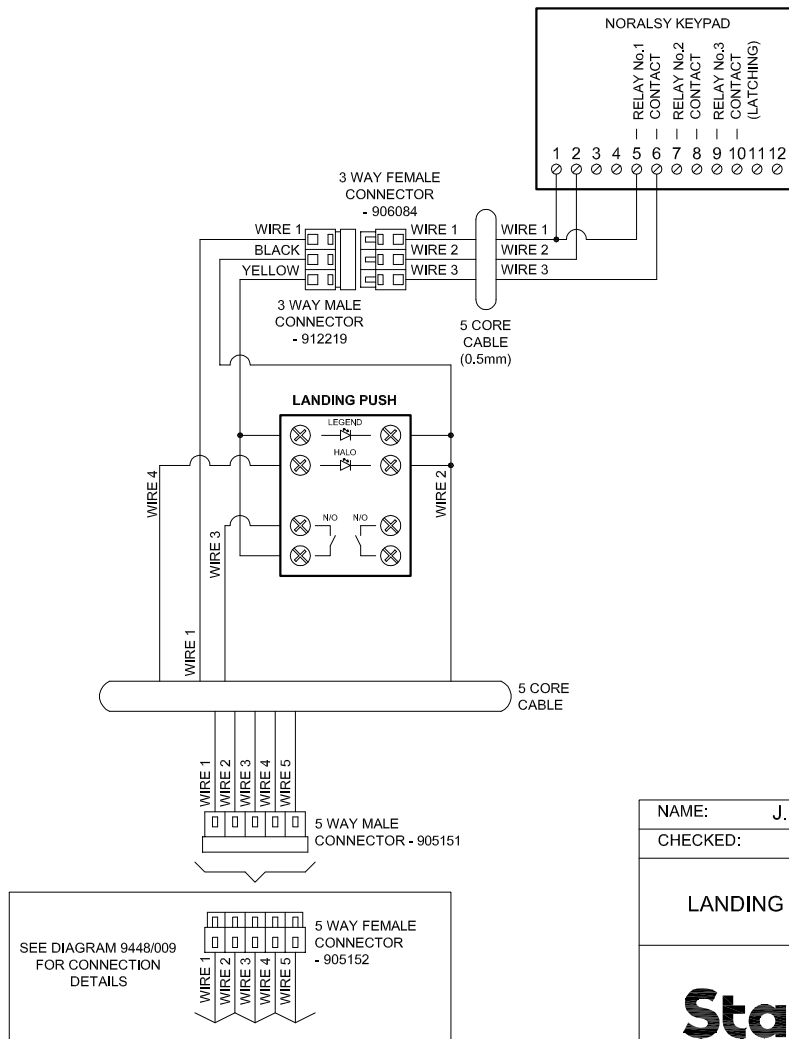 NORALSY KEYPAD
RELAY No.1
CONTACT
RELAY No.2
CONTACT
RELAY No.3
CONTACT
(LATCHING)
1 2 3 4 5 6 7 8 9 10 11 12
3 WAY FEMALE
CONNECTOR
- 906084
WIRE 1
BLACK
YELLOW
WIRE 1
WIRE 2
WIRE 3
WIRE 1
WIRE 2
WIRE 3
3 WAY MALE
CONNECTOR
- 912219
5 CORE
CABLE
(0.5mm)
LANDING PUSH
LEGEND
HALO
N/O N/O
WIRE 4
WIRE 3
WIRE 1
WIRE 2
5 CORE
CABLE
WIRE 1
WIRE 2
WIRE 3
WIRE 4
WIRE 5
5 WAY MALE
CONNECTOR - 905151
SEE DIAGRAM 9448/009
FOR CONNECTION
DETAILS
5 WAY FEMALE
CONNECTOR
- 905152
WIRE 1
WIRE 2
WIRE 3
WIRE 4
WIRE 5
NAME: J.
CHECKED:
LANDING
Sta